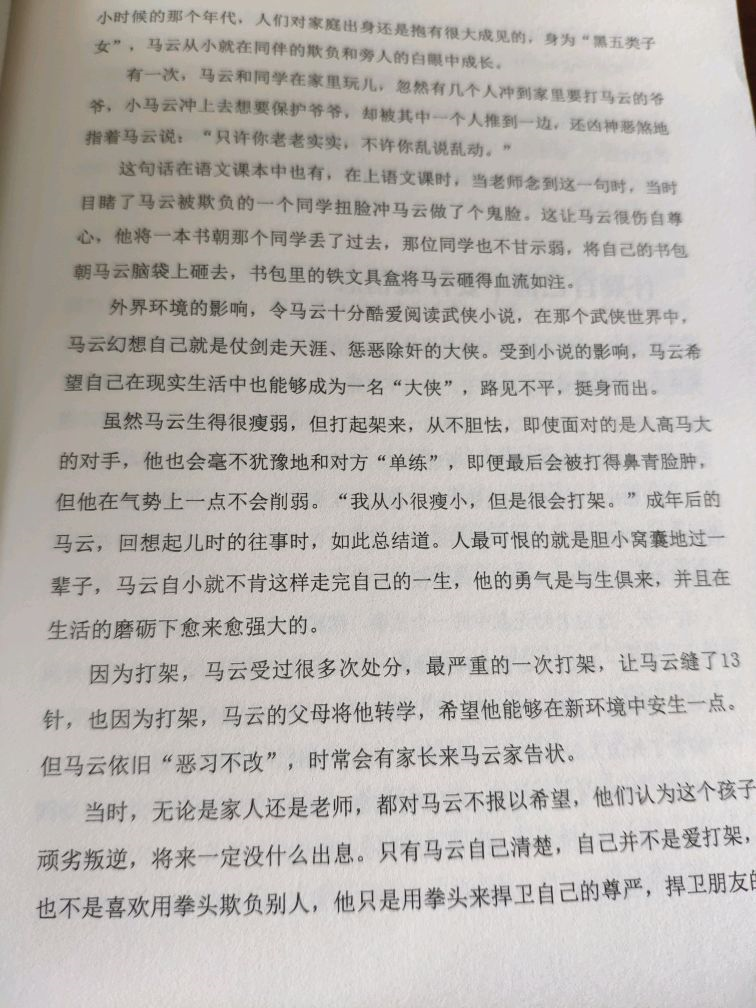 小时候的那个年代，人们对家庭出身还是抱有很大成见的，身为“黑五类子
女”，马云从小就在同伴的欺负和旁人的白眼中成长。
有一次，马云和同学在家里玩儿，忽然有几个人冲到家里要打马云的爷
爷，小马云冲上去想要保护爷爷，却被其中一个人推到一边，还凶神恶煞地
指着马云说：“只许你老老实实，不许你乱说乱动。”
这句话在语文课本中也有，在上语文课时，当老师念到这一句时，当时
目睹了马云被欺负的一个同学扭脸冲马云做了个鬼脸。这让马云很伤自尊
心，他将一本书朝那个同学丢了过去，那位同学也不甘示弱，将自己的书包
朝马云脑袋上砸去，书包里的铁文具盒将马云砸得血流如注。
外界环境的影响，令马云十分酷爱阅读武侠小说，在那个武侠世界中，
马云幻想自己就是仗剑走天涯、惩恶除奸的大侠。受到小说的影响，马云希
望自己在现实生活中也能够成为一名“大侠”，路见不平，挺身而出。
虽然马云生得很瘦弱，但打起架来，从不胆怯，即使面对的是人高马大
的对手，他也会毫不犹豫地和对方“单练”，即便最后会被打得鼻青脸肿，
但他在气势上一点不会削弱。“我从小很瘦小，但是很会打架。”成年后的
马云，回想起儿时的往事时，如此总结道。人最可恨的就是胆小窝囊地过一
辈子，马云自小就不肯这样走完自己的一生，他的勇气是与生俱来，并且在
生活的磨砺下愈来愈强大的。
因为打架，马云受过很多次处分，最严重的一次打架，让马云缝了13
针，也因为打架，马云的父母将他转学，希望他能够在新环境中安生一点。
但马云依旧“恶习不改”，时常会有家长来马云家告状。
当时，无论是家人还是老师，都对马云不报以希望，他们认为这个孩子
顽劣叛逆，将来一定没什么出息。只有马云自己清楚，自己并不是爱打架，
也不是喜欢用拳头欺负别人，他只是用拳头来捍卫自己的尊严，捍卫朋友的